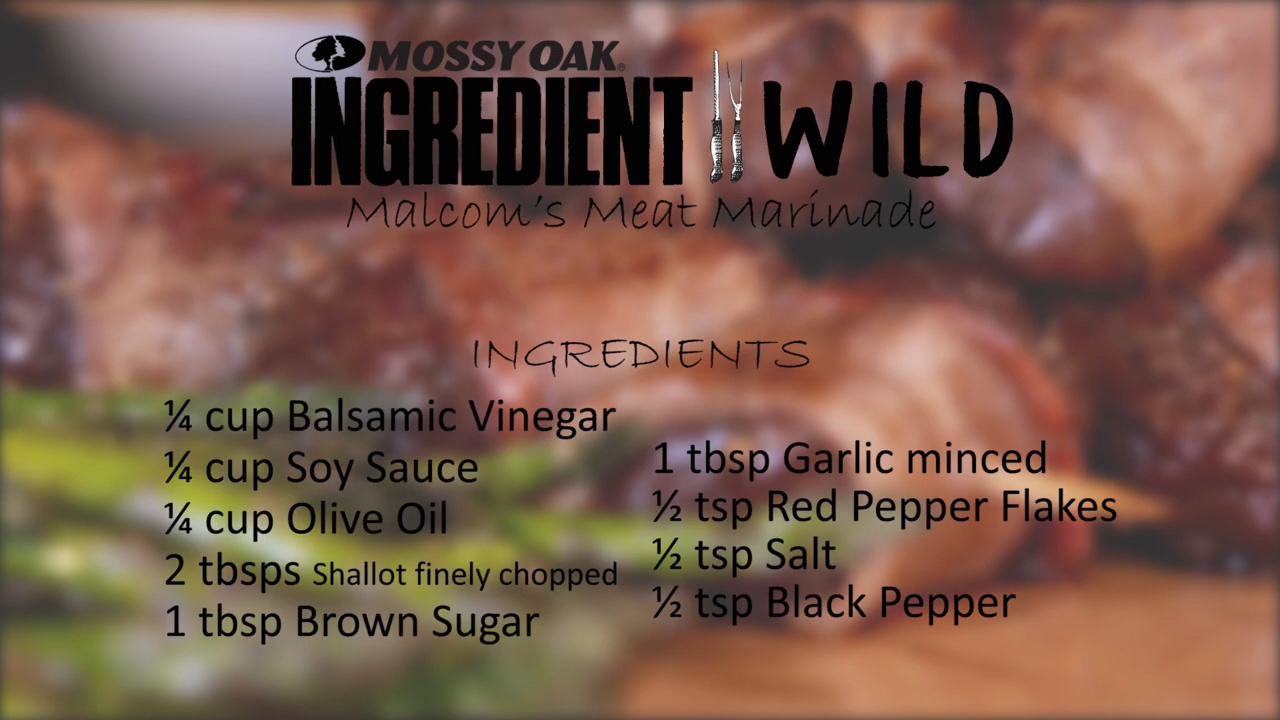 MOSSY OAK®
INGREDIENT WILD
Malcom's Meat Marinade
INGREDIENTS
¼ cup Balsamic Vinegar
¼ cup Soy Sauce
¼ cup Olive Oil
2 tbsps Shallot finely chopped
1 tbsp Brown Sugar
1 tbsp Garlic minced
½ tsp Red Pepper Flakes
½ tsp Salt
½ tsp Black Pepper